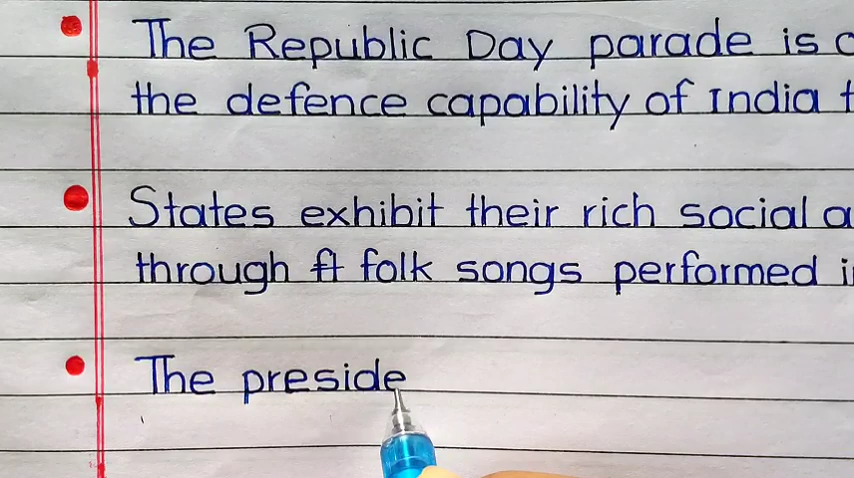 The Republic Day parade is
the defence capability of India
States exhibit their rich social
through folk songs performed
The preside